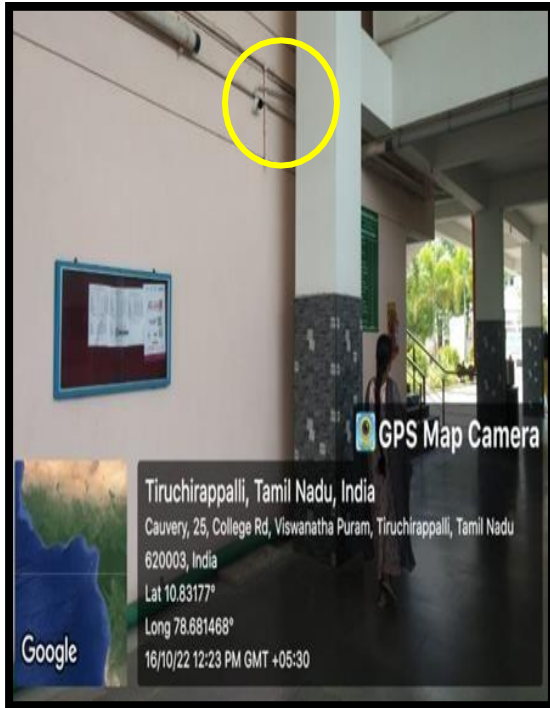 GPS Map Camera
Tiruchirappalli, Tamil Nadu, India
Cauvery, 25, College Rd, Viswanatha Puram, Tiruchirappalli, Tamil Nadu
620003, India
Lat 10.83177°
Long 78.681468°
16/10/22 12:23 PM GMT +05:30
Google